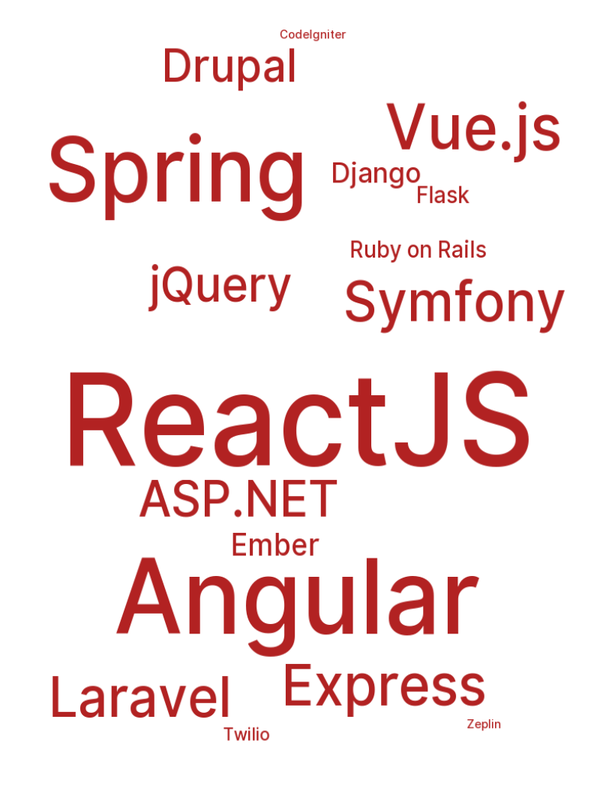 CodeIgniter
Drupal
Vue.js
Spring
Django
Flask
Ruby on Rails
jQuery
Symfony
ReactJS
ASP.NET
Ember
Angular
Express
Laravel
Zeplin
Twilio